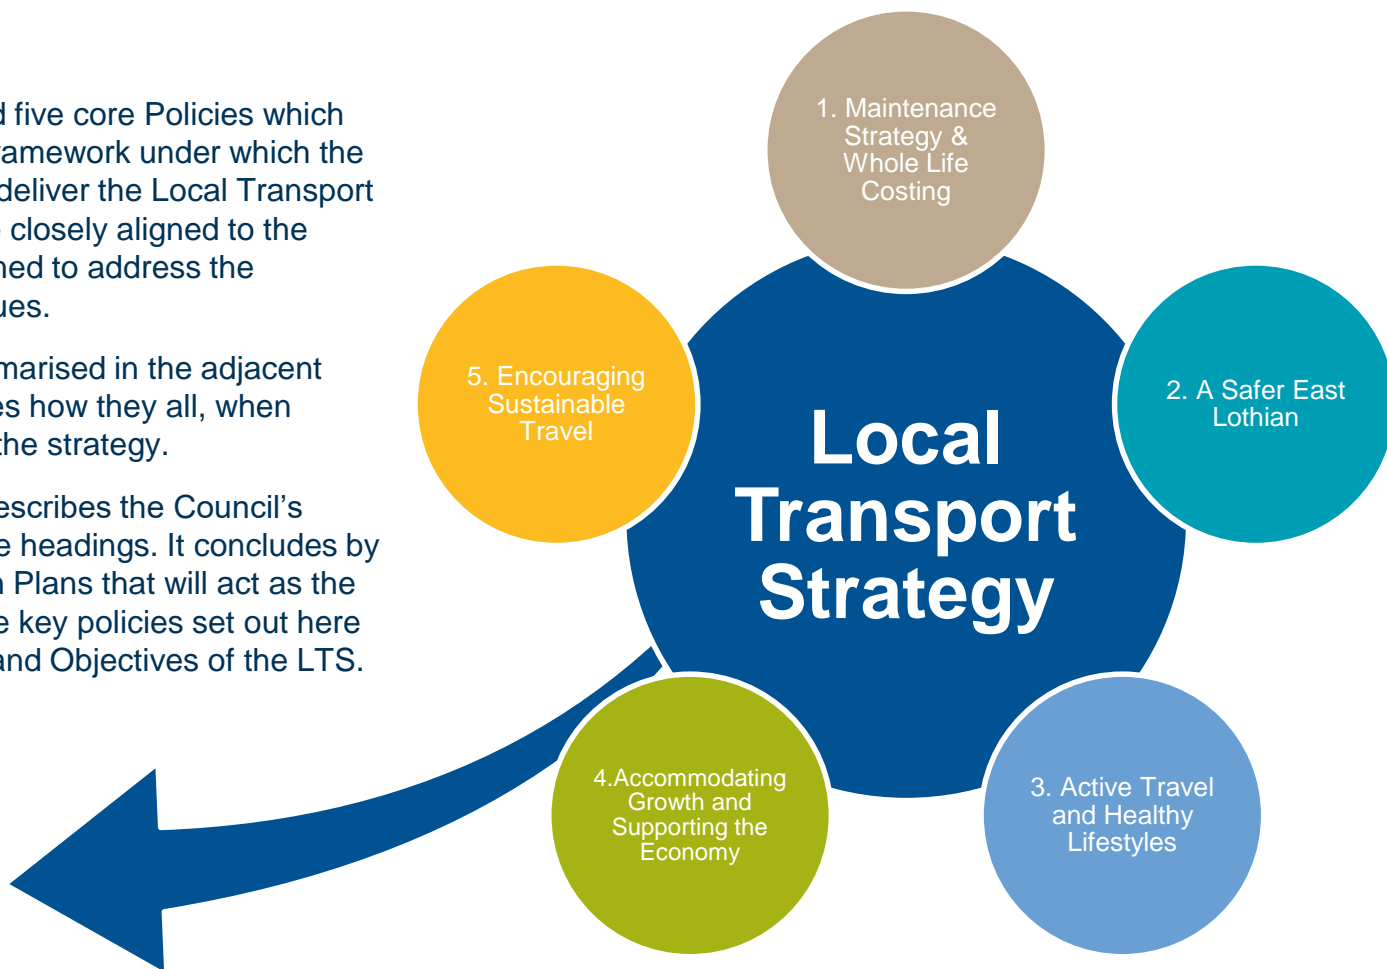 five core Policies which
ramework under which the
deliver the Local Transport
closely aligned to the
ned to address the
ues.
marised in the adjacent
es how they all, when
the strategy.
escribes the Council's
e headings. It concludes by
n Plans that will act as the
e key policies set out here
and Objectives of the LTS.
1. Maintenance
Strategy &
Whole Life
Costing
2. A Safer East
Lothian
3. Active Travel
and Healthy
Lifestyles
4.Accommodating
Growth and
Supporting the
Economy
5. Encouraging
Sustainable
Travel
Local
Transport
Strategy